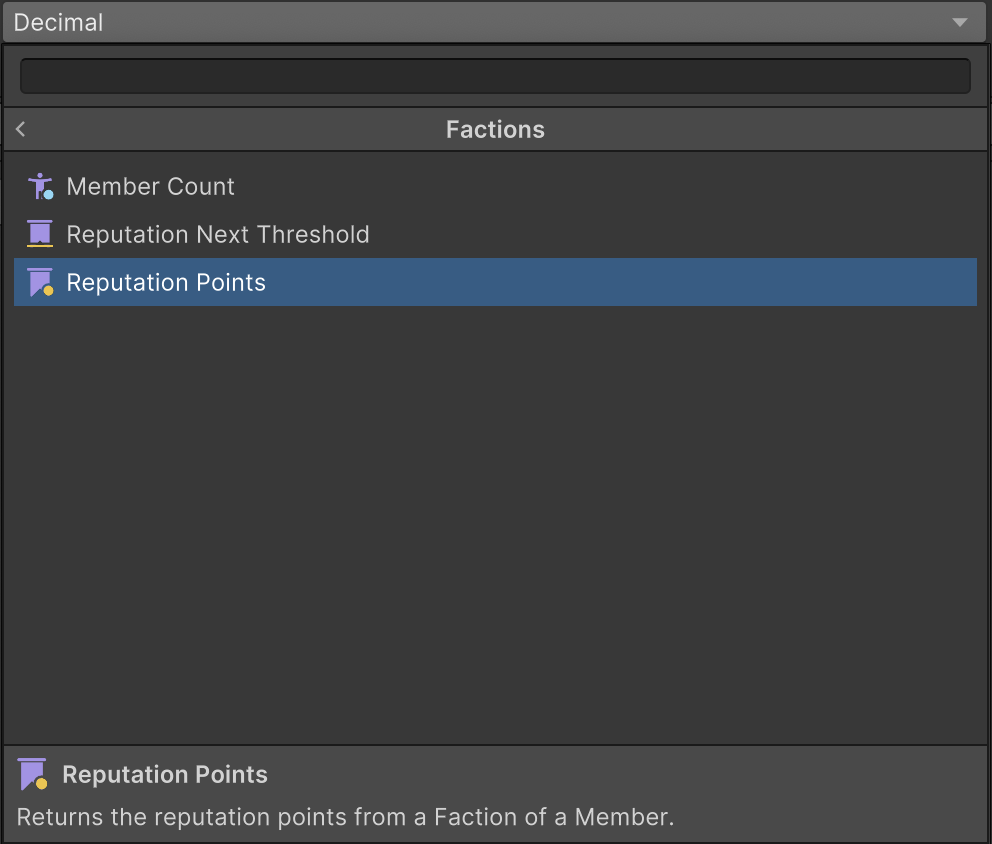 Decimal
Factions
Member Count
Reputation Next Threshold
Reputation Points
Reputation Points
Returns the reputation points from a Faction of a Member.